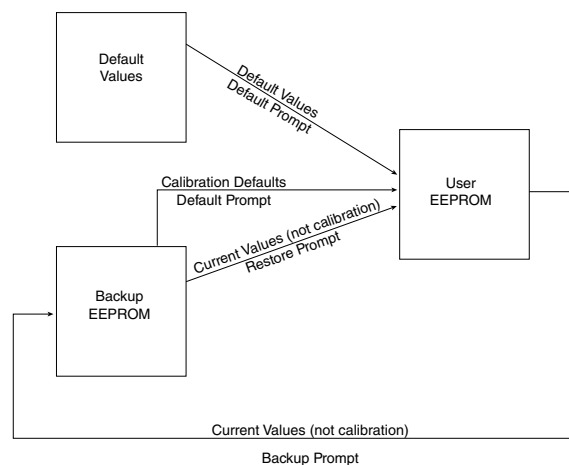 Default
Values
Default Values
Default Prompt
Calibration Defaults
Default Prompt
User
EEPROM
Current Values (not calibration)
Restore Prompt
Backup
EEPROM
Current Values (not calibration)
Backup Prompt